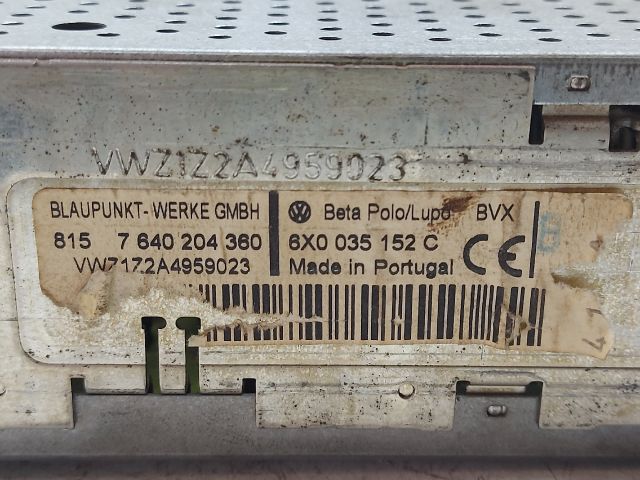 VWZ1Z2A4959023
BLAUPUNKT-WERKE GMBH
815 7 640 204 360
VWZ1Z2A4959023
Beta Polo/Lupo BVX
6X0 035 152 C
Made in Portugal CE